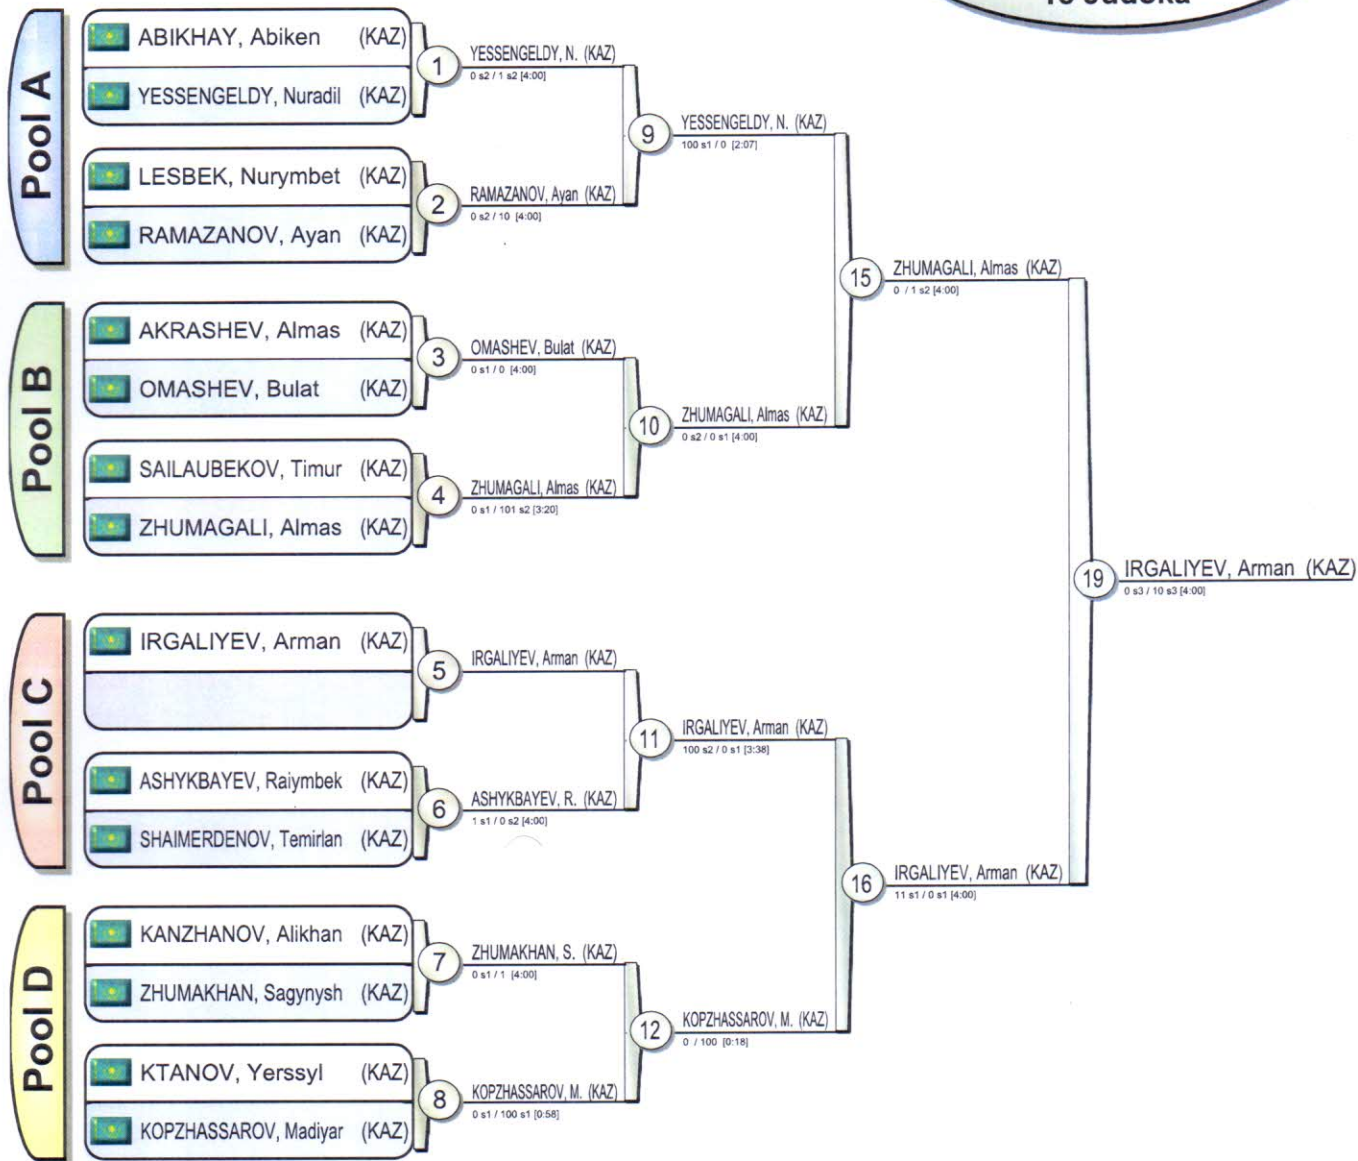 15 Judoka
Pool A
ABIKHAY, Abiken (KAZ)
YESSENGELDY, Nuradil (KAZ)
LESBEK, Nurymbet (KAZ)
RAMAZANOV, Ayan (KAZ)
1
YESSENGELDY, N. (KAZ)
0 s2 / 1 s2 [4:00]
2
RAMAZANOV, Ayan (KAZ)
0 s2 / 10 [4:00]
9
YESSENGELDY, N. (KAZ)
100 s1 / 0 [2:07]
Pool B
AKRASHEV, Almas (KAZ)
OMASHEV, Bulat (KAZ)
SAILAUBEKOV, Timur (KAZ)
ZHUMAGALI, Almas (KAZ)
3
OMASHEV, Bulat (KAZ)
0 s1 / 0 [4:00]
4
ZHUMAGALI, Almas (KAZ)
0 s1 / 101 s2 [3:20]
10
ZHUMAGALI, Almas (KAZ)
0 s2 / 0 s1 [4:00]
15
ZHUMAGALI, Almas (KAZ)
0 / 1 s2 [4:00]
Pool C
IRGALIYEV, Arman (KAZ)
ASHYKBAYEV, Raiymbek (KAZ)
SHAIMERDENOV, Temirlan (KAZ)
5
IRGALIYEV, Arman (KAZ)
6
ASHYKBAYEV, R. (KAZ)
1 s1 / 0 s2 [4:00]
11
IRGALIYEV, Arman (KAZ)
100 s2 / 0 s1 [3:38]
Pool D
KANZHANOV, Alikhan (KAZ)
ZHUMAKHAN, Sagynysh (KAZ)
KTANOV, Yerssyl (KAZ)
KOPZHASSAROV, Madiyar (KAZ)
7
ZHUMAKHAN, S. (KAZ)
0 s1 / 1 [4:00]
8
KOPZHASSAROV, M. (KAZ)
0 s1 / 100 s1 [0:58]
12
KOPZHASSAROV, M. (KAZ)
0 / 100 [0:18]
16
IRGALIYEV, Arman (KAZ)
11 s1 / 0 s1 [4:00]
19
IRGALIYEV, Arman (KAZ)
0 s3 / 10 s3 [4:00]